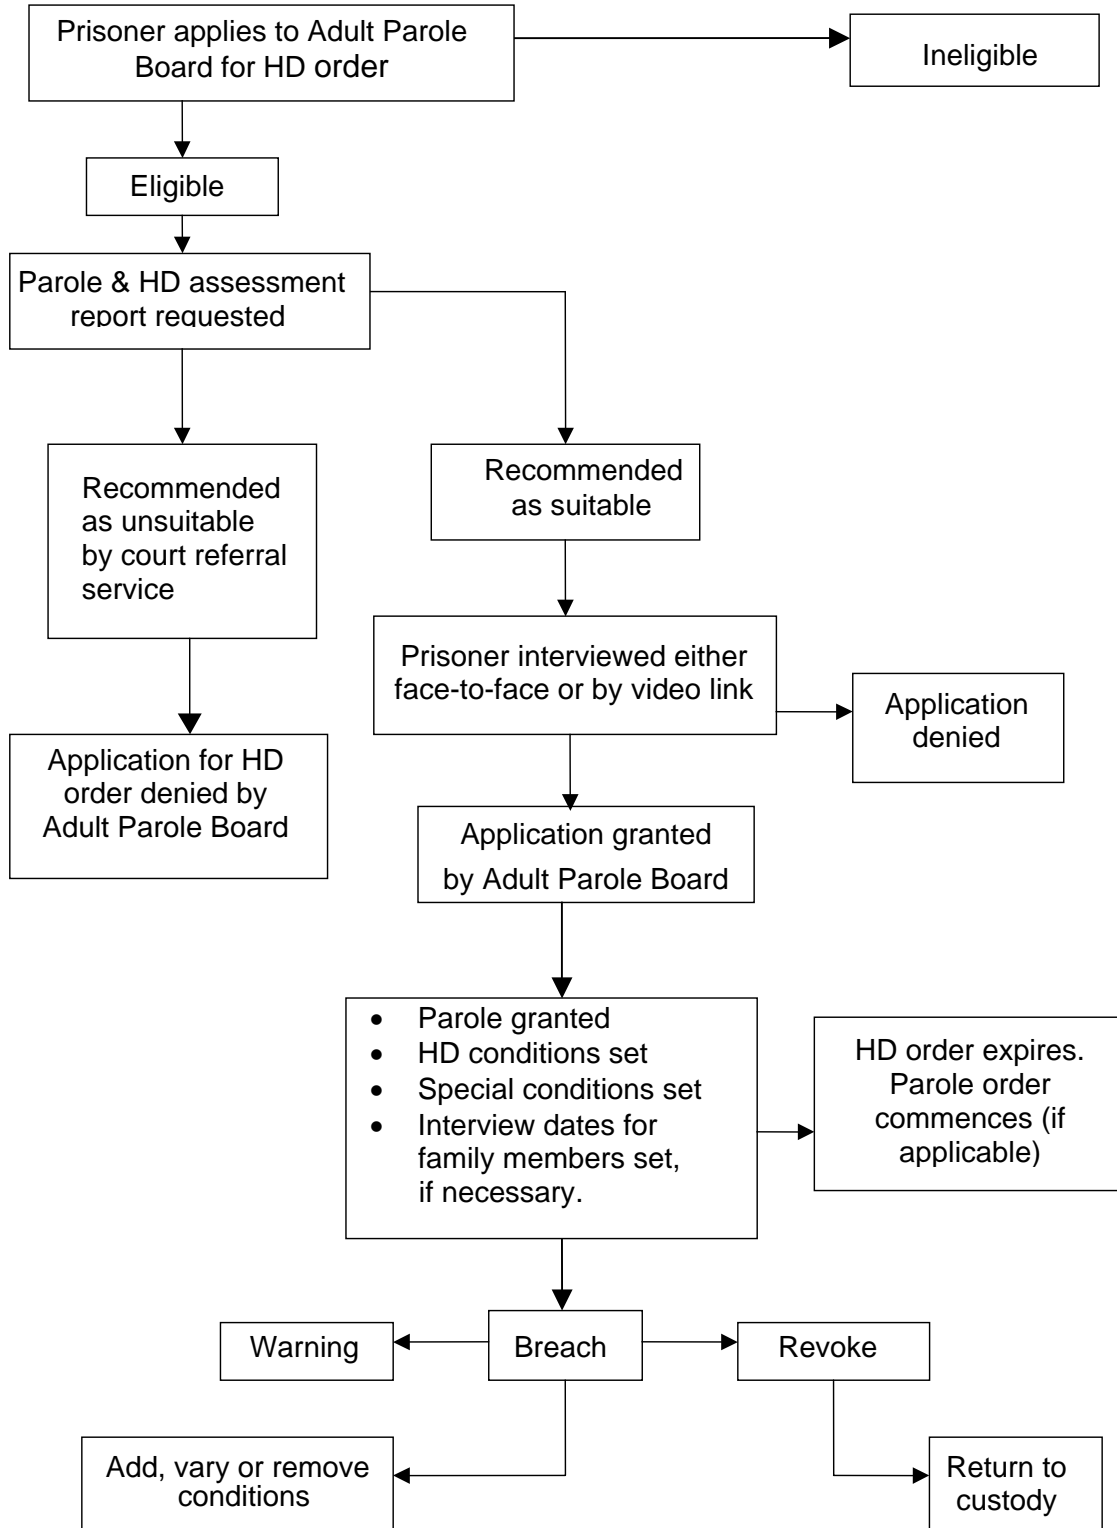 Prisoner applies to Adult Parole
Board for HD order
Ineligible
Eligible
Parole & HD assessment
report requested
Recommended
as unsuitable
by court referral
service
Recommended
as suitable
Prisoner interviewed either
face-to-face or by video link
Application
denied
Application for HD
order denied by
Adult Parole Board
Application granted
by Adult Parole Board
• Parole granted
• HD conditions set
• Special conditions set
• Interview dates for
family members set,
if necessary.
HD order expires.
Parole order
commences (if
applicable)
Warning
Breach
Revoke
Add, vary or remove
conditions
Return to
custody